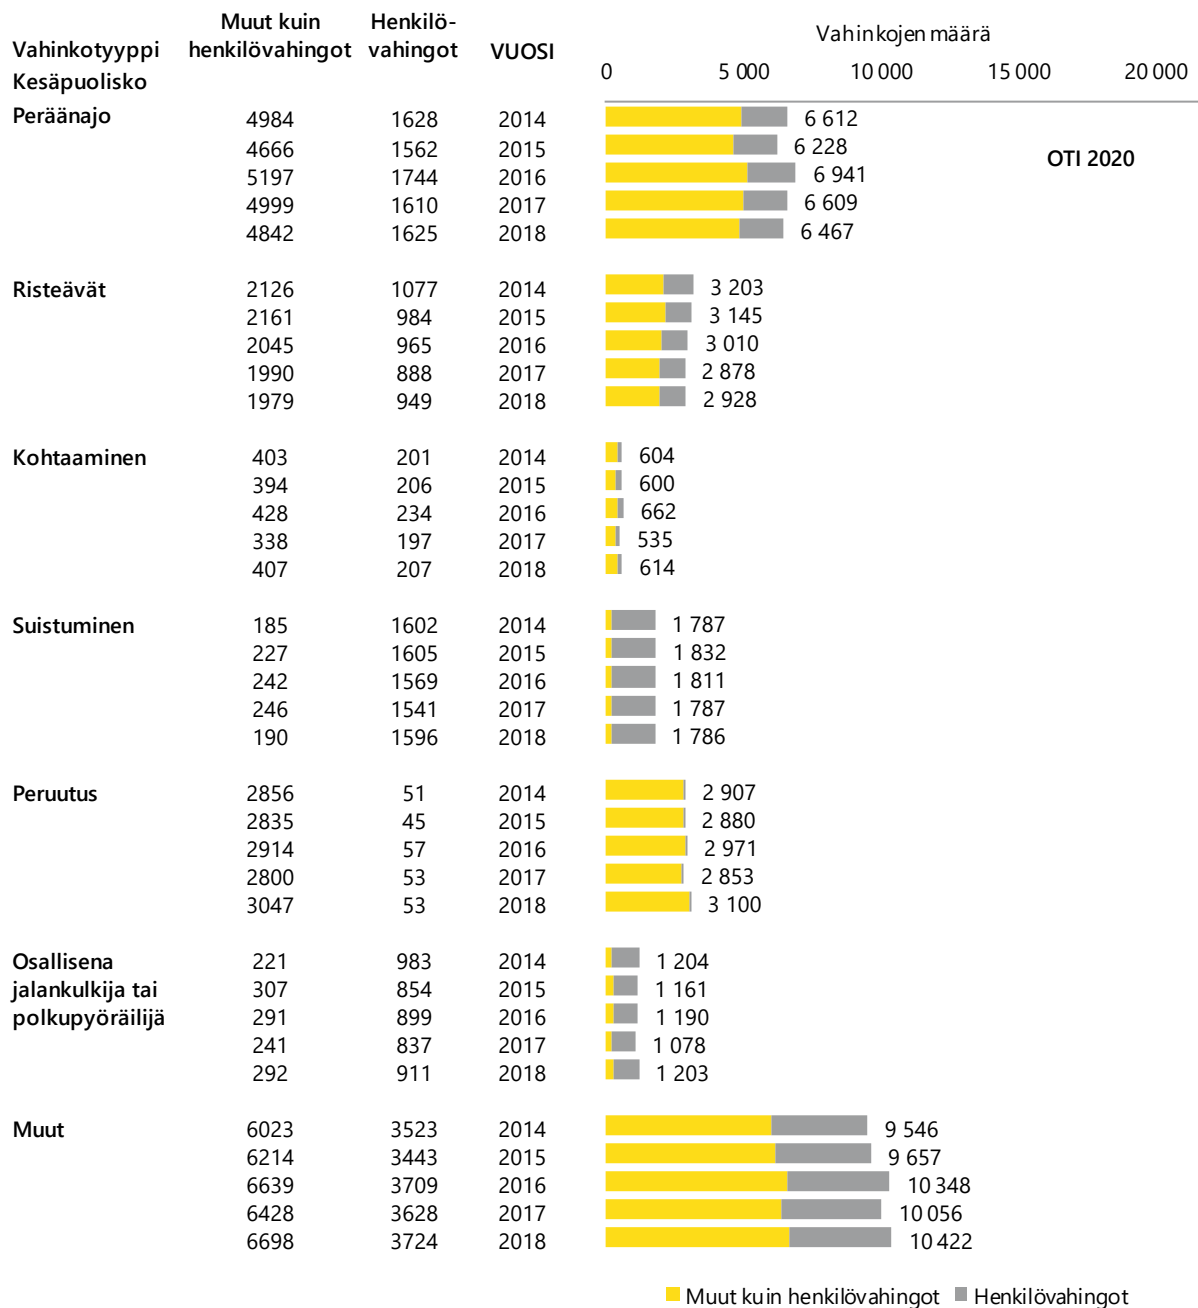 Muut kuin Henkilö-
Vahinkotyyppi henkilövahingot vahingot VUOSI Vahinkojen määrä
Kesäpuolisko 0 5 000 10 000 15 000 20 000
Peräänajo 4984 1628 2014 6 612
4666 1562 2015 6 228 OTI 2020
5197 1744 2016 6 941
4999 1610 2017 6 609
4842 1625 2018 6 467
Risteävät 2126 1077 2014 3 203
2161 984 2015 3 145
2045 965 2016 3 010
1990 888 2017 2 878
1979 949 2018 2 928
Kohtaaminen 403 201 2014 604
394 206 2015 600
428 234 2016 662
338 197 2017 535
407 207 2018 614
Suistuminen 185 1602 2014 1 787
227 1605 2015 1 832
242 1569 2016 1 811
246 1541 2017 1 787
190 1596 2018 1 786
Peruutus 2856 51 2014 2 907
2835 45 2015 2 880
2914 57 2016 2 971
2800 53 2017 2 853
3047 53 2018 3 100
Osallisena 221 983 2014 1 204
jalankulkija tai 307 854 2015 1 161
polkupyöräilijä 291 899 2016 1 190
241 837 2017 1 078
292 911 2018 1 203
Muut 6023 3523 2014 9 546
6214 3443 2015 9 657
6639 3709 2016 10 348
6428 3628 2017 10 056
6698 3724 2018 10 422
Muut kuin henkilövahingot Henkilövahingot